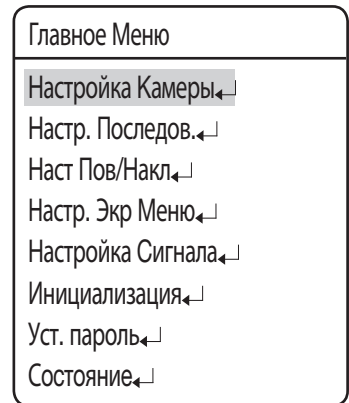 Главное Меню
Настройка Камеры↵
Настр. Последов.↵
Наст Пов/Накл↵
Настр. Экр Меню↵
Настройка Сигнала↵
Инициализация↵
Уст. пароль↵
Состояние↵